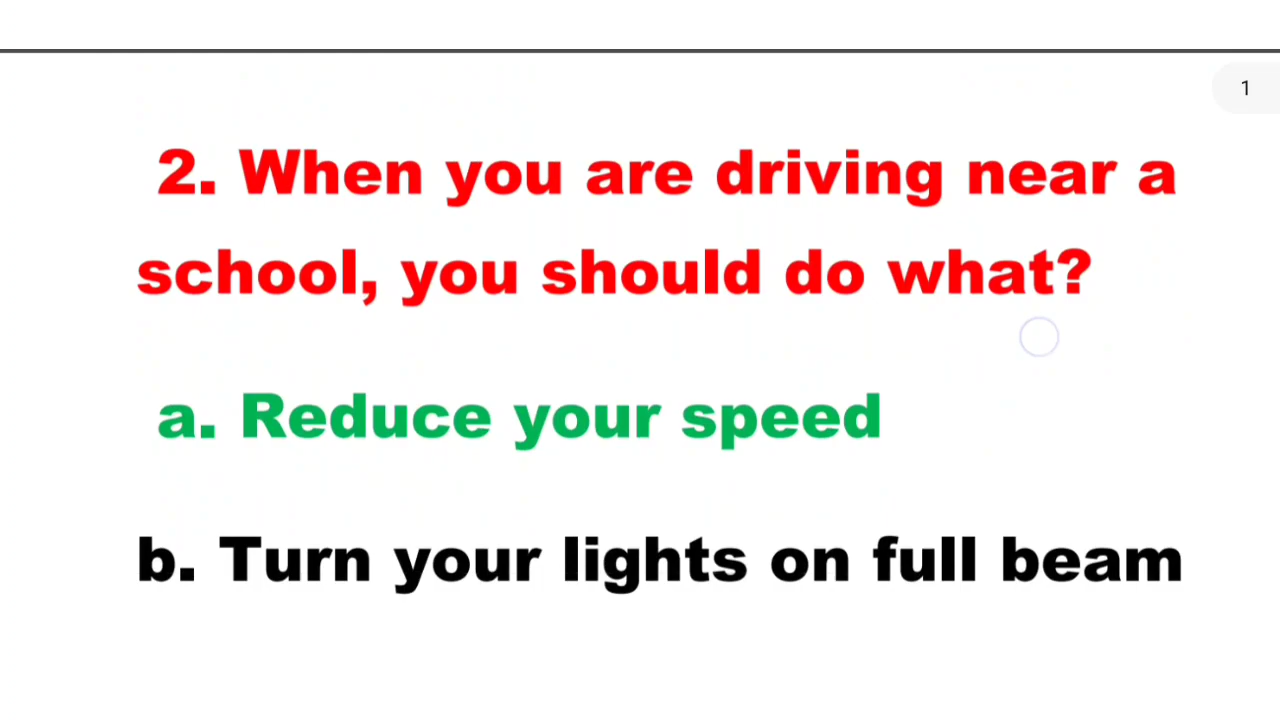 1
2. When you are driving near a
school, you should do what?
a. Reduce your speed
b. Turn your lights on full beam